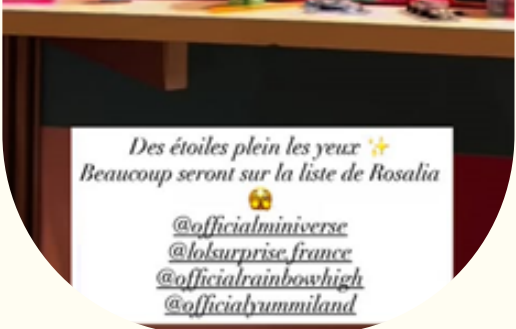 Des étoiles plein les yeux ✨
Beaucoup seront sur la liste de Rosalia
🫣
@officialminiverse
@lolsurprise.france
@officialrainbowhigh
@officialyummiland